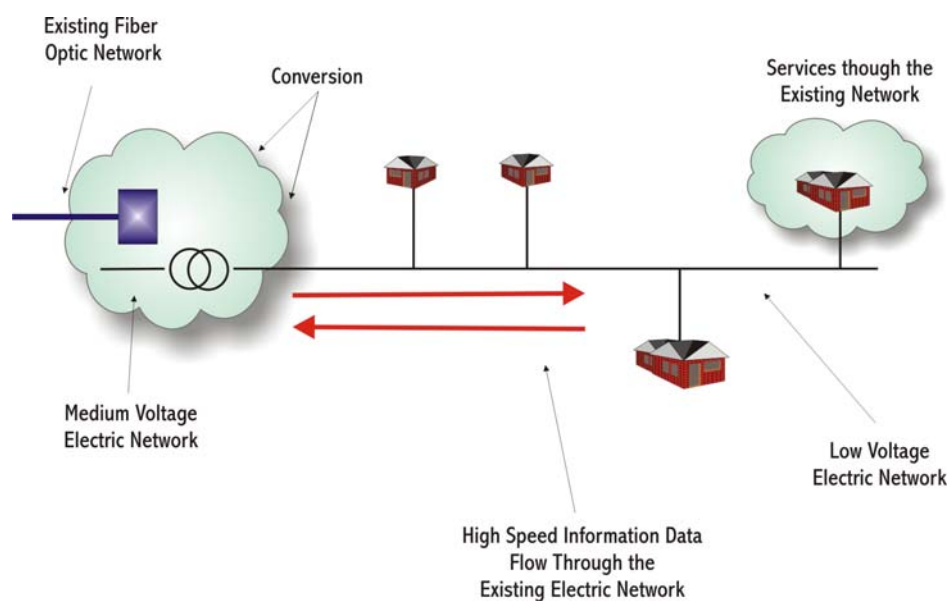 Existing Fiber
Optic Network
Conversion
Services though the
Existing Network
Medium Voltage
Electric Network
Low Voltage
Electric Network
High Speed Information Data
Flow Through the
Existing Electric Network